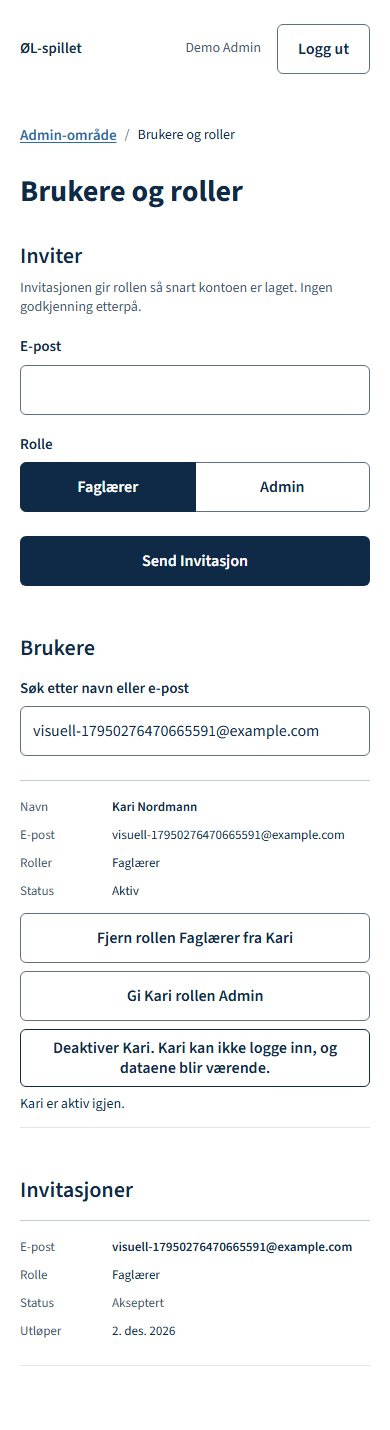 ØL-spillet
Demo Admin
Logg ut
Admin-område / Brukere og roller
Brukere og roller
Inviter
Invitasjonen gir rollen så snart kontoen er laget. Ingen
godkjenning etterpå.
E-post
Rolle
Faglærer
Admin
Send Invitasjon
Brukere
Søk etter navn eller e-post
visuell-17950276470665591@example.com
Navn Kari Nordmann
E-post visuell-17950276470665591@example.com
Roller Faglærer
Status Aktiv
Fjern rollen Faglærer fra Kari
Gi Kari rollen Admin
Deaktiver Kari. Kari kan ikke logge inn, og
dataene blir værende.
Kari er aktiv igjen.
Invitasjoner
E-post visuell-17950276470665591@example.com
Rolle Faglærer
Status Akseptert
Utløper 2. des. 2026